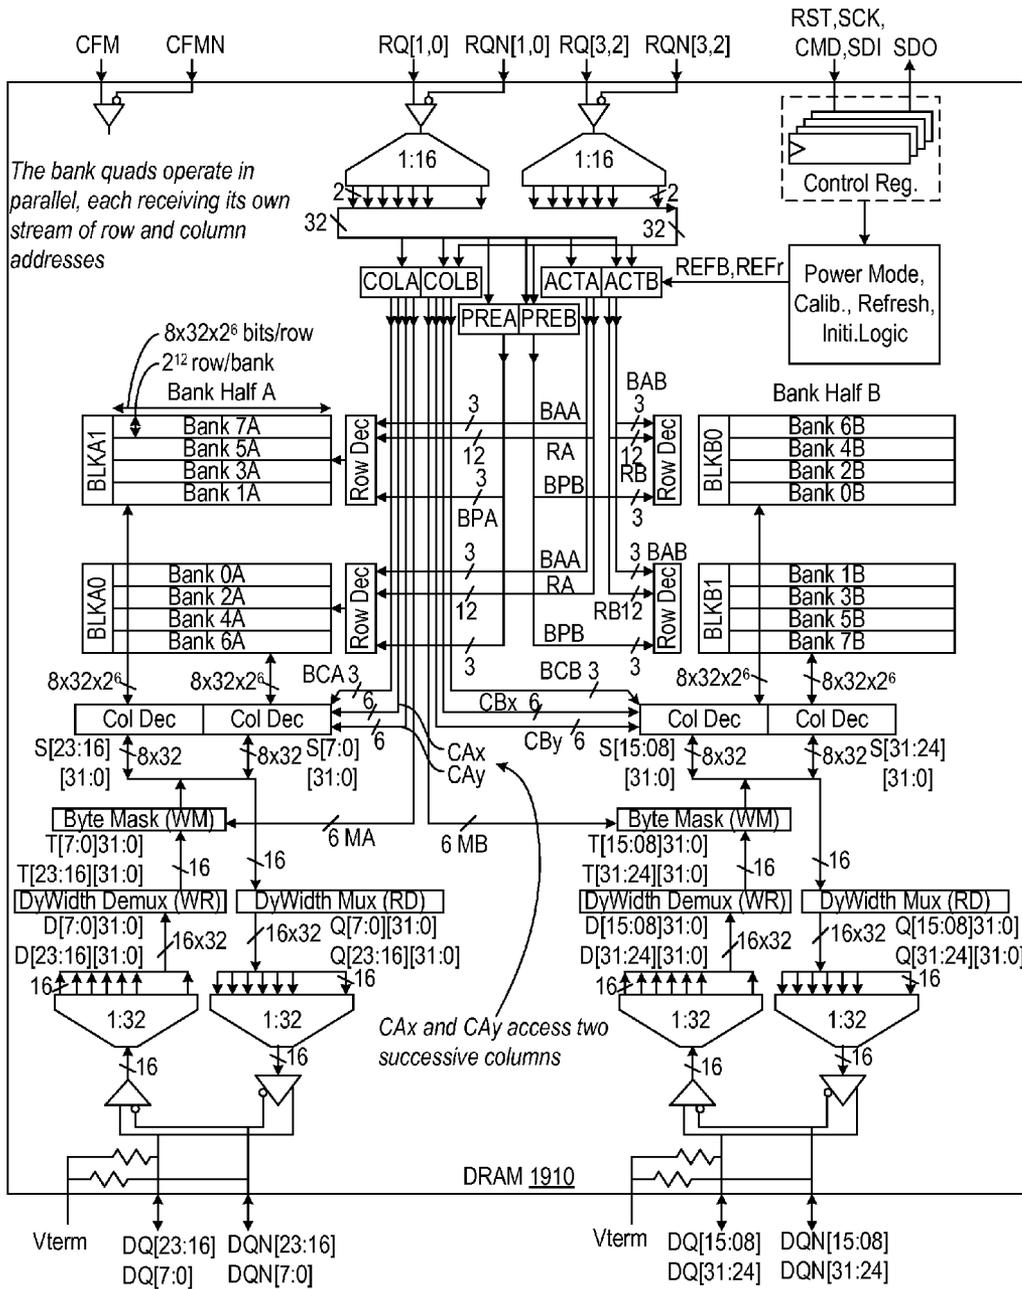 RST,SCK,
CFM
CFMN
RQ[1,0]
RQN[1,0]
RQ[3,2]
RQN[3,2]
CMD,SDI
SDO
The bank quads operate in
parallel, each receiving its own
stream of row and column
addresses
1:16
1:16
Control Reg.
2
2
32
32
COLA
COLB
ACTA
ACTB
REFB,REFr
Power Mode,
Calib., Refresh,
Initi.Logic
PREA
PREB
8x32x2⁶ bits/row
2¹² row/bank
Bank Half A
Bank Half B
BLKA1
Bank 7A
Bank 5A
Bank 3A
Bank 1A
Row Dec
3
BAA
12
RA
3
BPA
BAB
3
12
RB
BPB
3
Row Dec
BLKB0
Bank 6B
Bank 4B
Bank 2B
Bank 0B
BLKA0
Bank 0A
Bank 2A
Bank 4A
Bank 6A
Row Dec
3
BAA
12
RA
3
3
BAB
RB12
BPB
3
Row Dec
BLKB1
Bank 1B
Bank 3B
Bank 5B
Bank 7B
8x32x2⁶
8x32x2⁶
BCA 3
6
6
BCB 3
CBx 6
CBy 6
8x32x2⁶
8x32x2⁶
Col Dec
Col Dec
Col Dec
Col Dec
S[23:16]
[31:0]
8x32
8x32
S[7:0]
[31:0]
CAx
CAy
S[15:08]
[31:0]
8x32
8x32
S[31:24]
[31:0]
Byte Mask (WM)
6 MA
6 MB
Byte Mask (WM)
T[7:0]31:0]
T[23:16][31:0]
16
16
T[15:08]31:0]
T[31:24][31:0]
16
16
DyWidth Demux (WR)
DyWidth Mux (RD)
DyWidth Demux (WR)
DyWidth Mux (RD)
D[7:0]31:0]
D[23:16][31:0]
16x32
16x32
Q[7:0][31:0]
Q[23:16][31:0]
D[15:08]31:0]
D[31:24][31:0]
16x32
16x32
Q[15:08][31:0]
Q[31:24][31:0]
16
16
16
16
1:32
1:32
CAx and CAy access two
successive columns
1:32
1:32
16
16
16
16
DRAM 1910
Vterm
DQ[23:16]
DQ[7:0]
DQN[23:16]
DQN[7:0]
Vterm
DQ[15:08]
DQ[31:24]
DQN[15:08]
DQN[31:24]